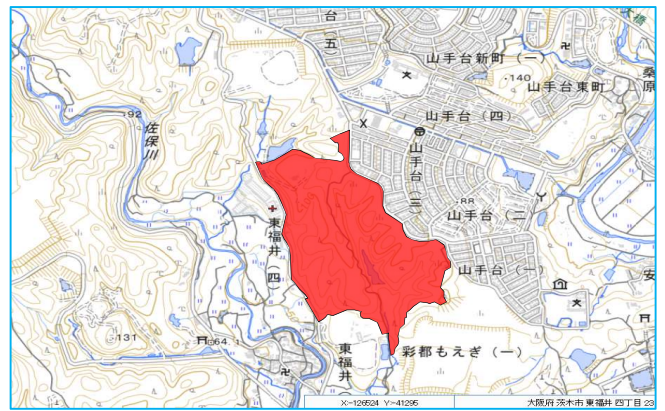 台（五）
山手台新町（一）
・140
山手台東町
桑原
・92
佐保川
山手台（四）
山手台（三）
・88
山手台（二）
東福井（四）
山手台（一）
安
・131
64.1
東福井
彩都もえぎ（一）
X:-126524 Y:-41295
大阪府 茨木市 東福井 四丁目 23